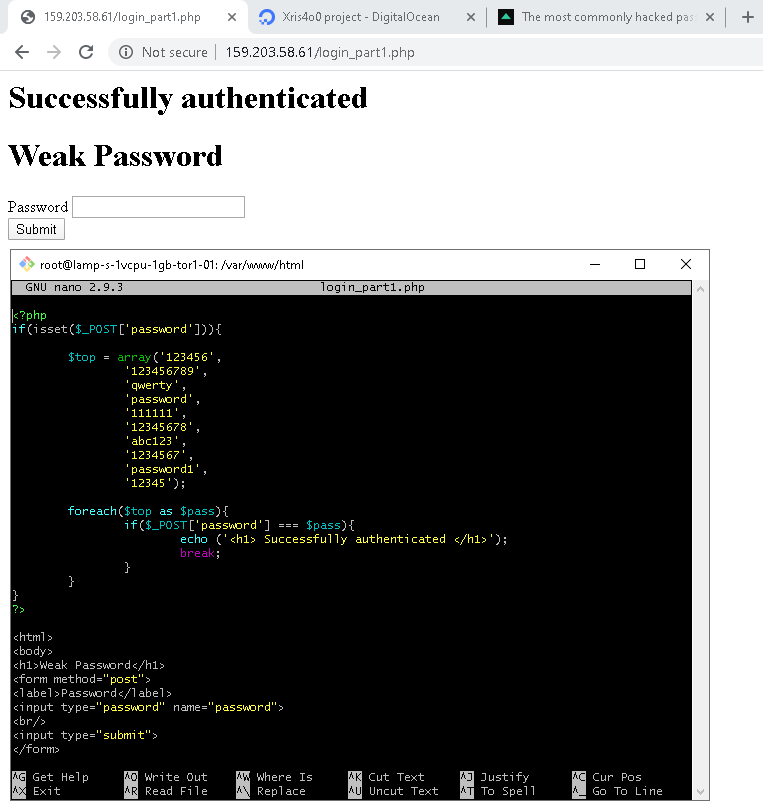 159.203.58.61/login_part1.php
Xris4o0 project - DigitalOcean
The most commonly hacked pas
Not secure
159.203.58.61/login_part1.php
Successfully authenticated
Weak Password
Password
Submit
root@lamp-s-1vcpu-1gb-tor1-01: /var/www/html
GNU nano 2.9.3 login_part1.php
<?php
if(isset($_POST['password'])){
$top = array('123456',
'123456789',
'qwerty',
'password',
'111111',
'12345678',
'abc123',
'1234567',
'password1',
'12345');
foreach($top as $pass){
if($_POST['password'] === $pass){
echo ('<h1> Successfully authenticated </h1>');
break;
}
}
}
?>
<html>
<body>
<h1>Weak Password</h1>
<form method="post">
<label>Password</label>
<input type="password" name="password">
<br/>
<input type="submit">
</form>
^G Get Help ^O Write Out ^W Where Is ^K Cut Text ^J Justify ^C Cur Pos
^X Exit ^R Read File ^\ Replace ^U Uncut Text ^T To Spell ^_ Go To Line